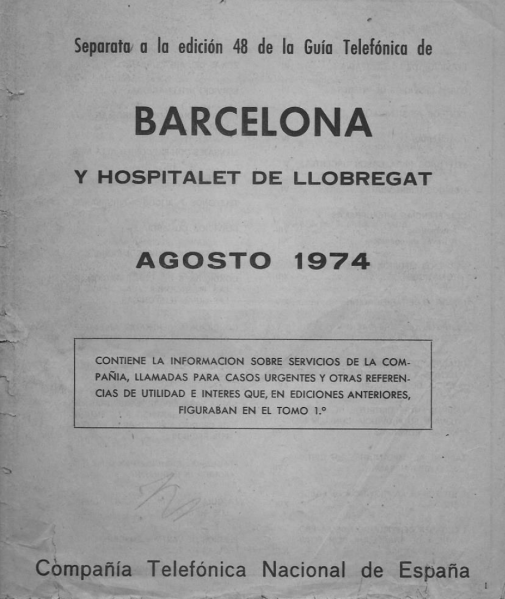 Separata a la edición 48 de la Guía Telefónica de
BARCELONA
Y HOSPITALET DE LLOBREGAT
AGOSTO 1974
CONTIENE LA INFORMACION SOBRE SERVICIOS DE LA COM-
PAÑIA, LLAMADAS PARA CASOS URGENTES Y OTRAS REFEREN-
CIAS DE UTILIDAD E INTERES QUE, EN EDICIONES ANTERIORES,
FIGURABAN EN EL TOMO 1.º
Compañía Telefónica Nacional de España
1